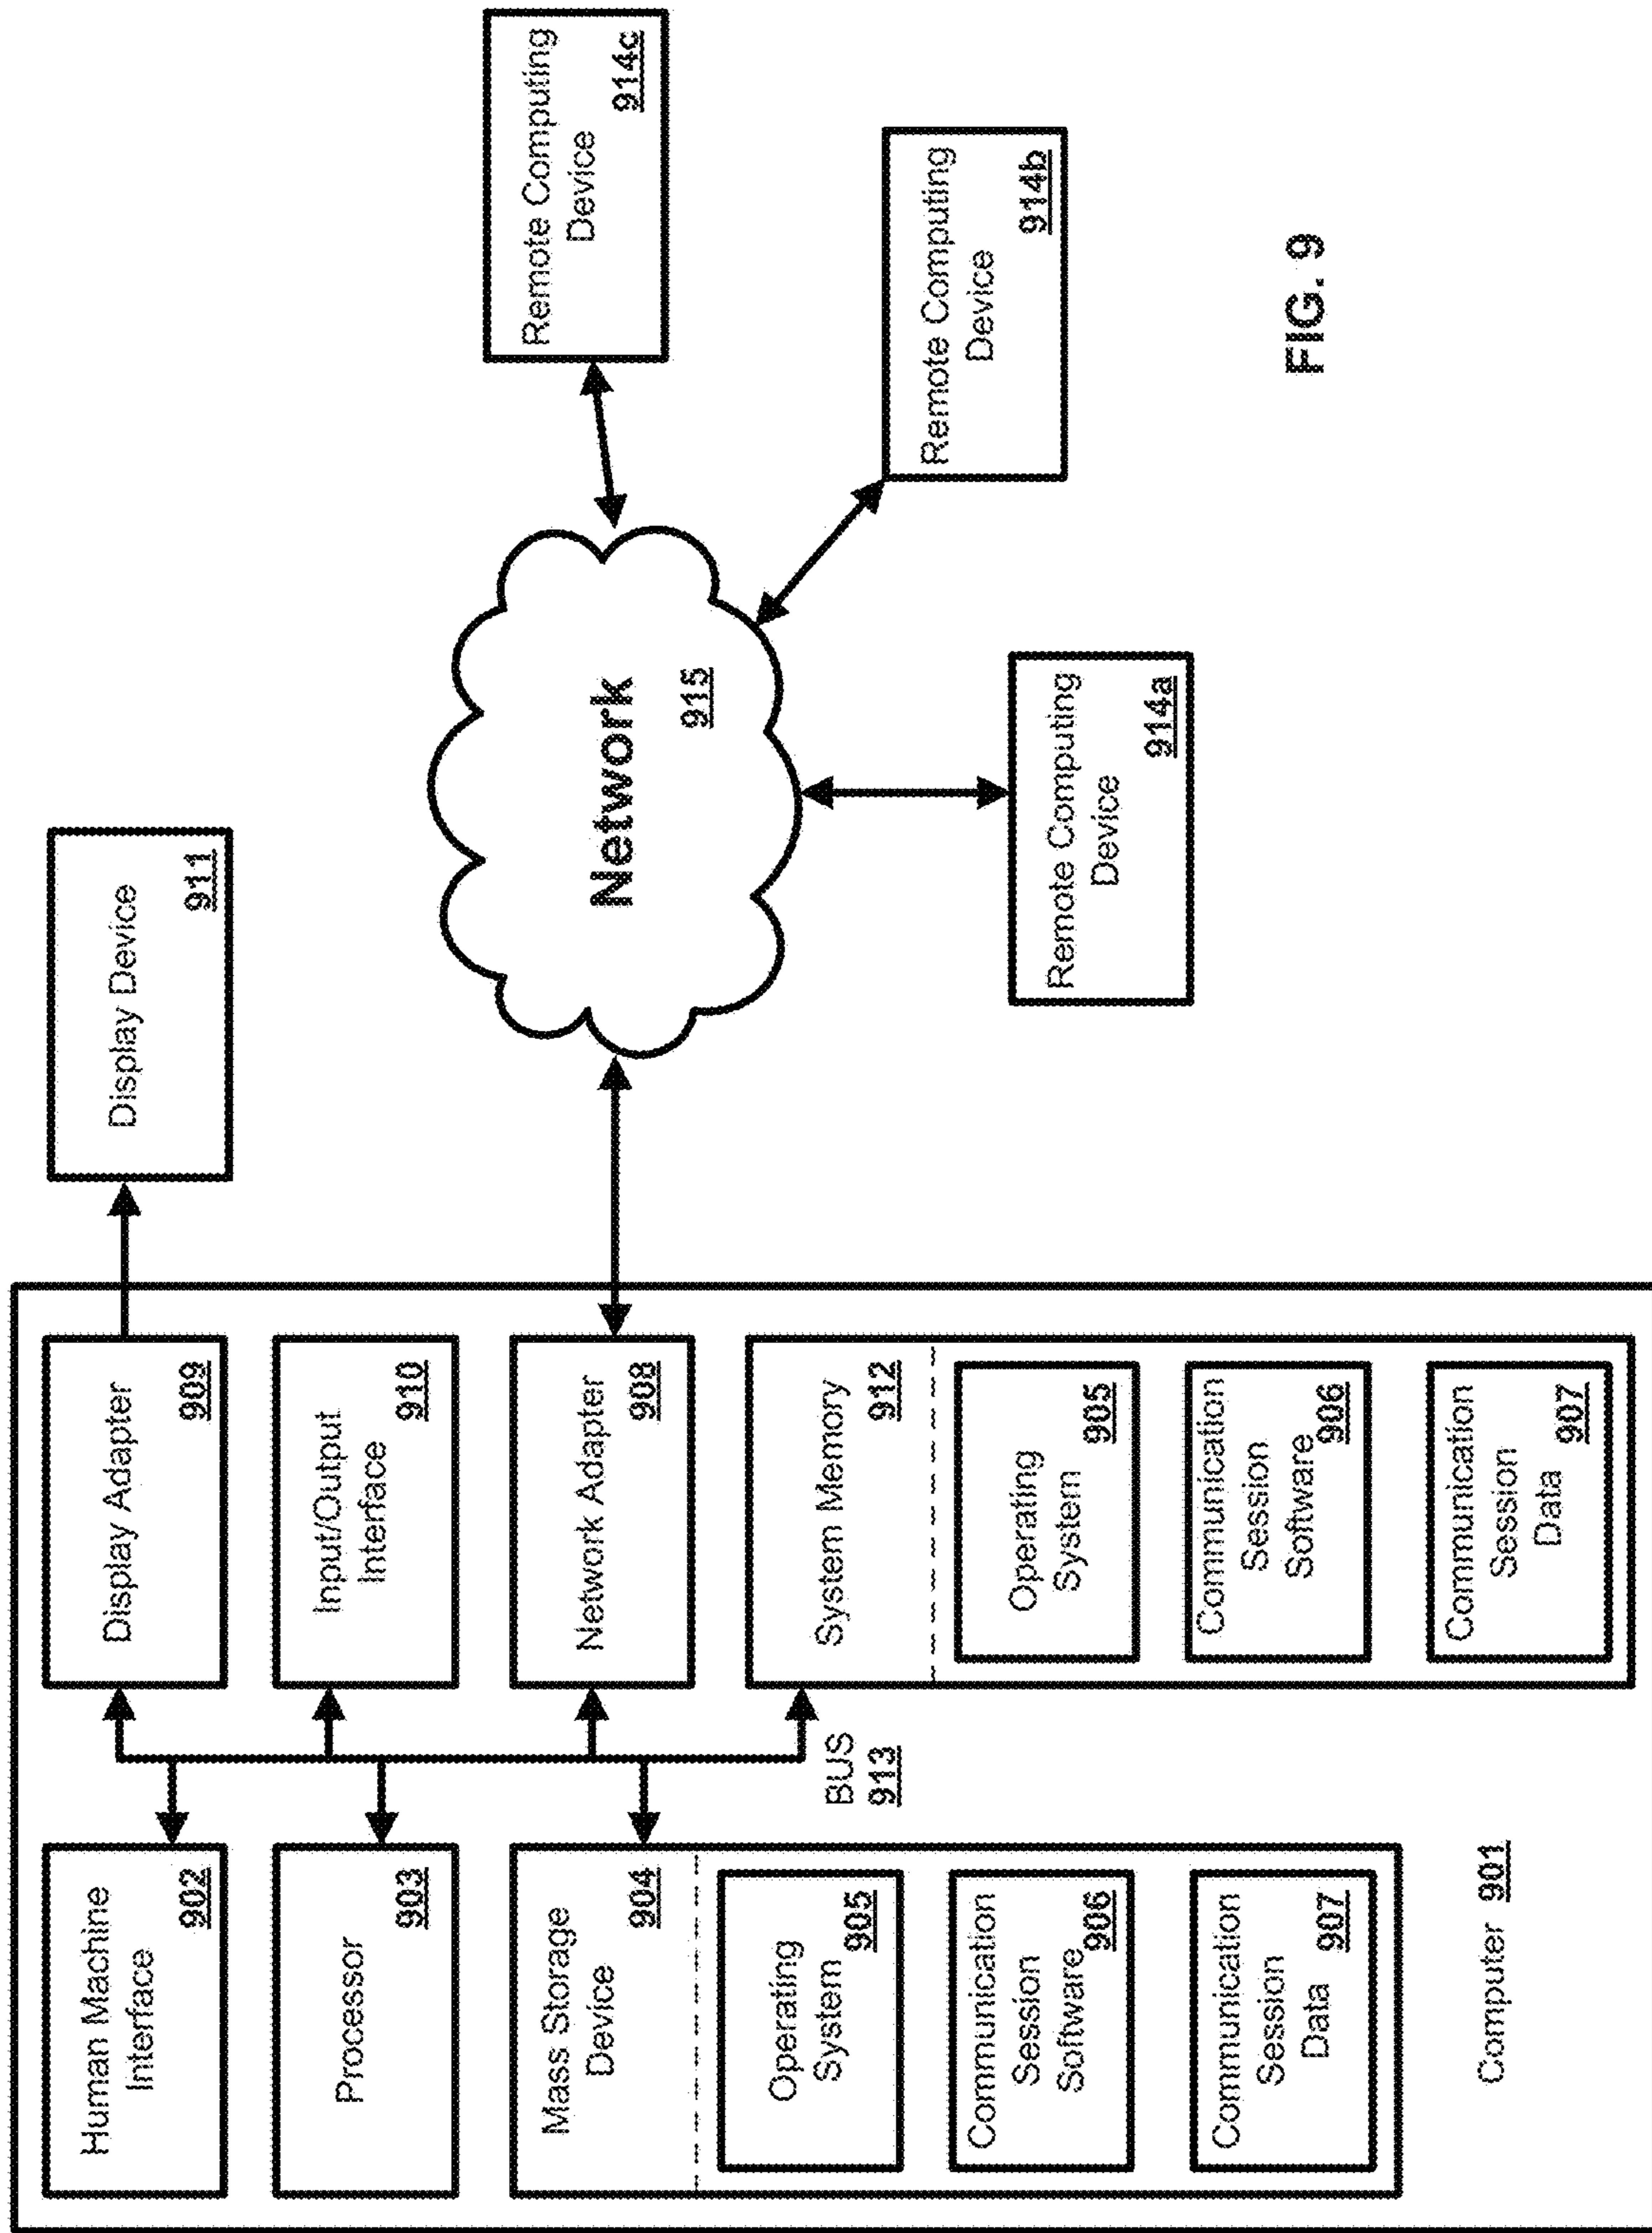 Human Machine
Interface
902
Processor
903
Mass Storage
Device
904
Operating
System
905
Communication
Session
Software
906
Communication
Session
Data
907
Computer 901
BUS
913
Display Adapter
909
Input/Output
Interface
910
Network Adapter
908
System Memory
912
Operating
System
905
Communication
Session
Software
906
Communication
Session
Data
907
Display Device
911
Network
915
Remote Computing
Device
914a
Remote Computing
Device
914b
Remote Computing
Device
914c
FIG. 9